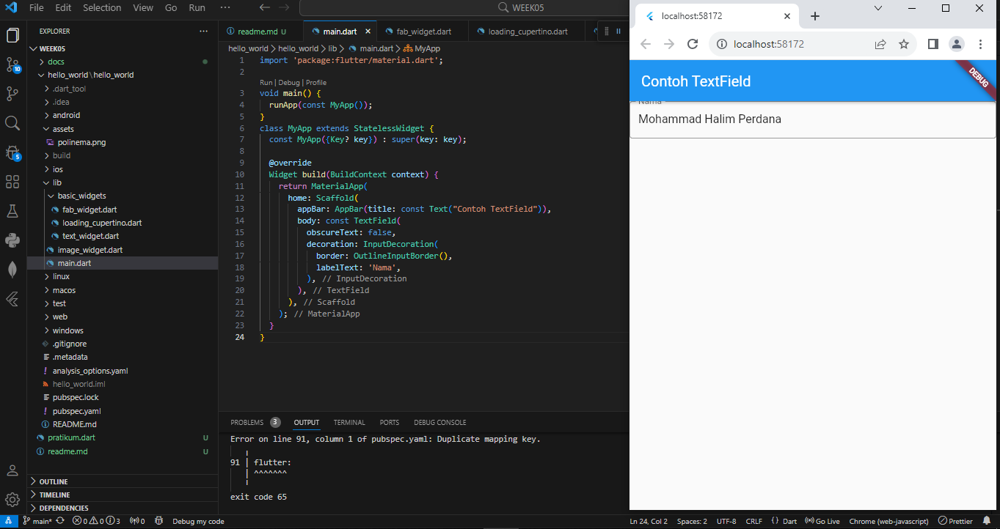 File Edit Selection View Go Run ··· WEEK05
EXPLORER ···
WEEK05
docs
hello_world \ hello_world
.dart_tool
.idea
android
assets
polinema.png
build
ios
lib
basic_widgets
fab_widget.dart
loading_cupertino.dart
text_widget.dart
image_widget.dart
main.dart
linux
macos
test
web
windows
.gitignore
.metadata
analysis_options.yaml
hello_world.iml
pubspec.lock
pubspec.yaml
README.md
pratikum.dart U
readme.md U
OUTLINE
TIMELINE
DEPENDENCIES
readme.md U main.dart fab_widget.dart loading_cupertino.dart
hello_world > hello_world > lib > main.dart > MyApp
1 import 'package:flutter/material.dart';
2
Run | Debug | Profile
3 void main() {
4 runApp(const MyApp());
5 }
6 class MyApp extends StatelessWidget {
7 const MyApp({Key? key}) : super(key: key);
8
9 @override
10 Widget build(BuildContext context) {
11 return MaterialApp(
12 home: Scaffold(
13 appBar: AppBar(title: const Text("Contoh TextField")),
14 body: const TextField(
15 obscureText: false,
16 decoration: InputDecoration(
17 border: OutlineInputBorder(),
18 labelText: 'Nama',
19 ), // InputDecoration
20 ), // TextField
21 ), // Scaffold
22 ); // MaterialApp
23 }
24 }
PROBLEMS 3 OUTPUT TERMINAL PORTS DEBUG CONSOLE
Error on line 91, column 1 of pubspec.yaml: Duplicate mapping key.
91 | flutter:
| ^^^^^^^
exit code 65
localhost:58172
localhost:58172
Contoh TextField
DEBUG
Nama
Mohammad Halim Perdana
10
5
main* 0 0 3 0 Debug my code Ln 24, Col 2 Spaces: 2 UTF-8 CRLF {} Dart Go Live Chrome (web-javascript) Prettier